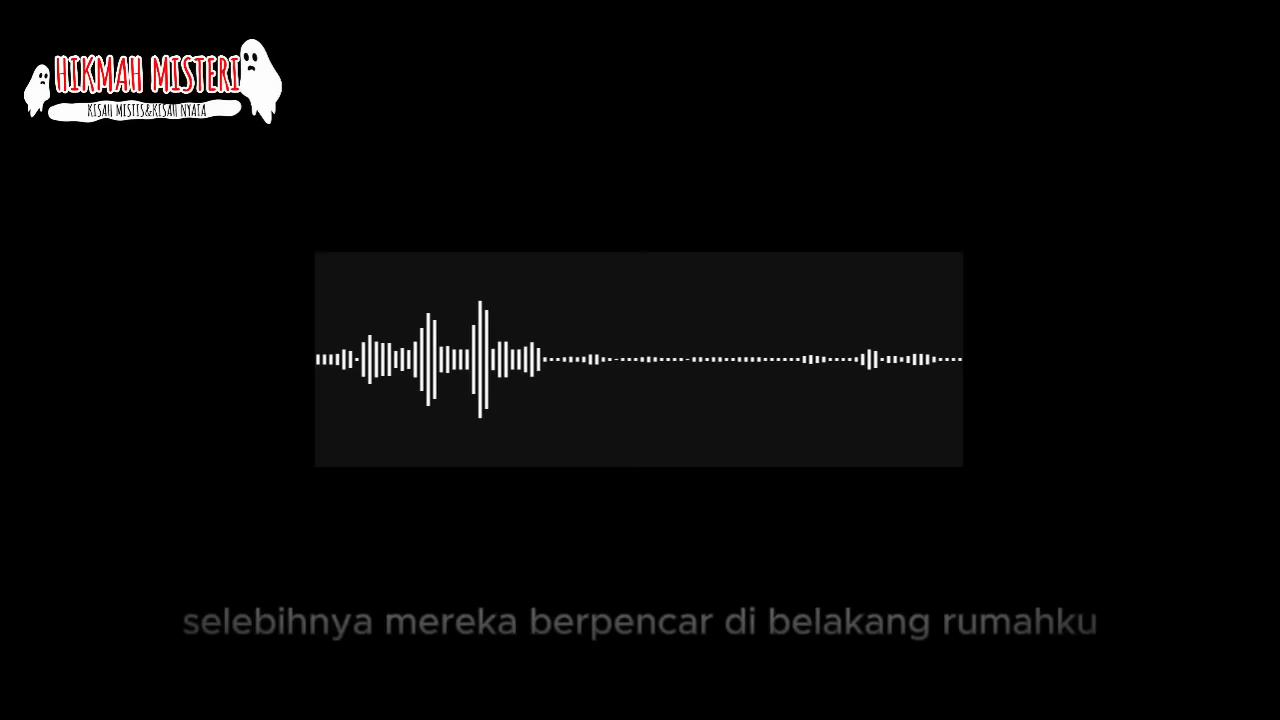 HIKMAH MISTERI
KISAH MISTIS&KISAH NYATA
selebihnya mereka berpencar di belakang rumahku